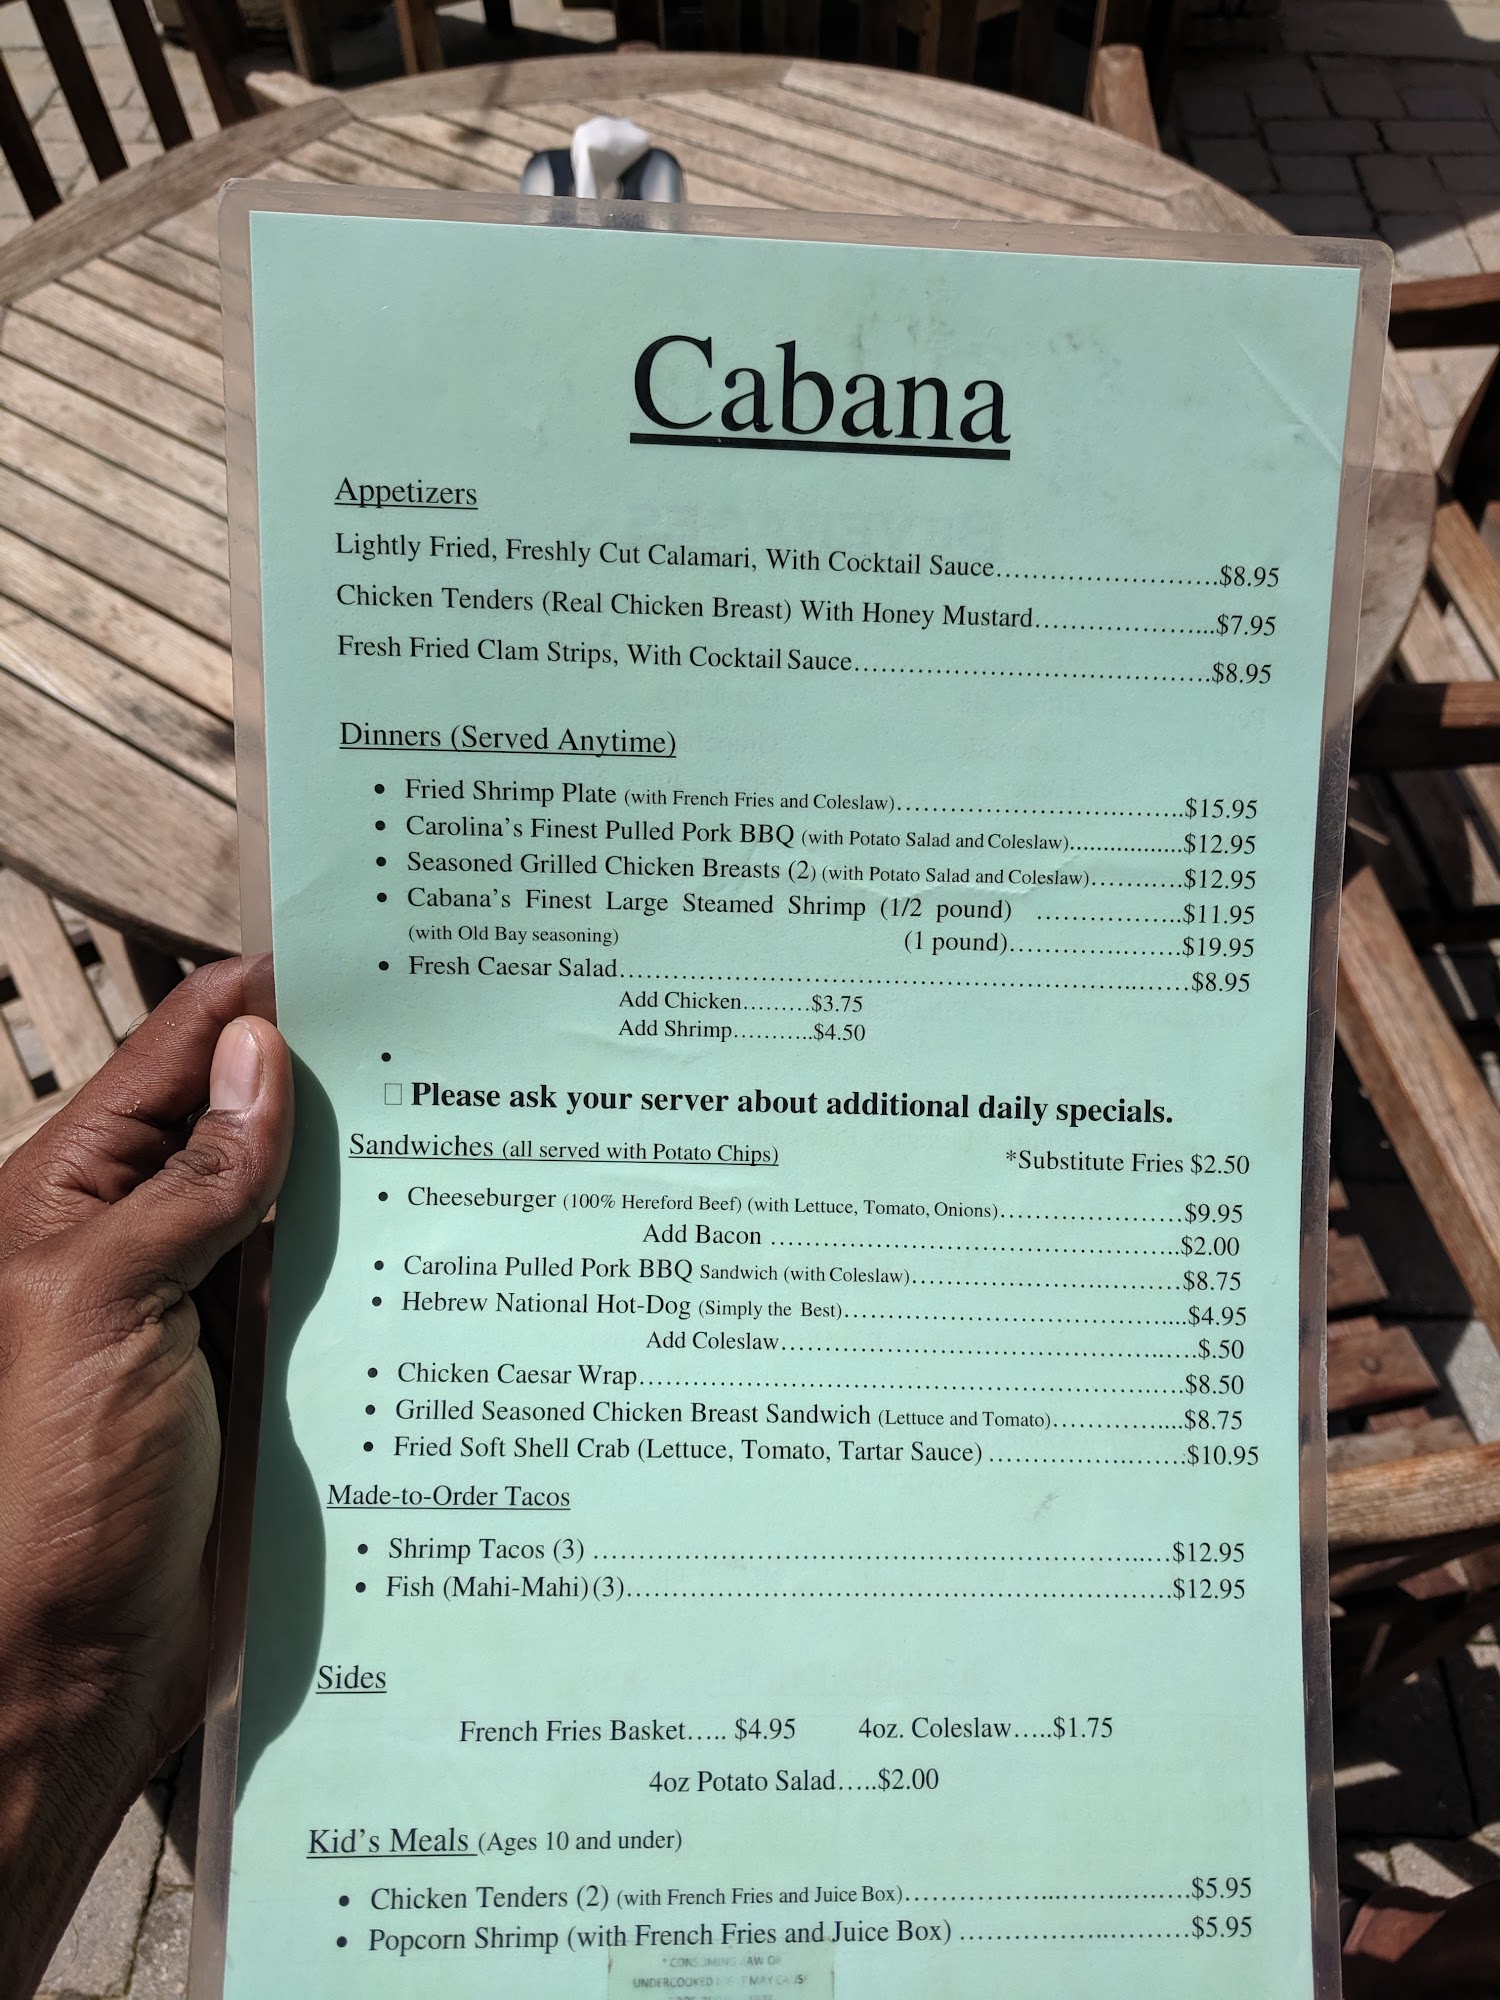 Cabana
Appetizers
Lightly Fried, Freshly Cut Calamari, With Cocktail Sauce...........................$8.95
Chicken Tenders (Real Chicken Breast) With Honey Mustard......................$7.95
Fresh Fried Clam Strips, With Cocktail Sauce..........................................$8.95
Dinners (Served Anytime)
• Fried Shrimp Plate (with French Fries and Coleslaw)...................................$15.95
• Carolina's Finest Pulled Pork BBQ (with Potato Salad and Coleslaw)..................$12.95
• Seasoned Grilled Chicken Breasts (2) (with Potato Salad and Coleslaw)...........$12.95
• Cabana's Finest Large Steamed Shrimp (1/2 pound) ..................$11.95
(with Old Bay seasoning) (1 pound).....................$19.95
• Fresh Caesar Salad.....................................................................$8.95
Add Chicken.........$3.75
Add Shrimp...........$4.50
•
□ Please ask your server about additional daily specials.
Sandwiches (all served with Potato Chips) *Substitute Fries $2.50
• Cheeseburger (100% Hereford Beef) (with Lettuce, Tomato, Onions)......................$9.95
Add Bacon ..................................................$2.00
• Carolina Pulled Pork BBQ Sandwich (with Coleslaw).................................$8.75
• Hebrew National Hot-Dog (Simply the Best)..........................................$4.95
Add Coleslaw...................................................$.50
• Chicken Caesar Wrap..................................................................$8.50
• Grilled Seasoned Chicken Breast Sandwich (Lettuce and Tomato)................$8.75
• Fried Soft Shell Crab (Lettuce, Tomato, Tartar Sauce) ........................$10.95
Made-to-Order Tacos
• Shrimp Tacos (3) ......................................................................$12.95
• Fish (Mahi-Mahi) (3)..................................................................$12.95
Sides
French Fries Basket..... $4.95 4oz. Coleslaw.....$1.75
4oz Potato Salad.....$2.00
Kid's Meals (Ages 10 and under)
• Chicken Tenders (2) (with French Fries and Juice Box)...................................$5.95
• Popcorn Shrimp (with French Fries and Juice Box) ............................$5.95
* CONSUMING RAW OR
UNDERCOOKED MAY